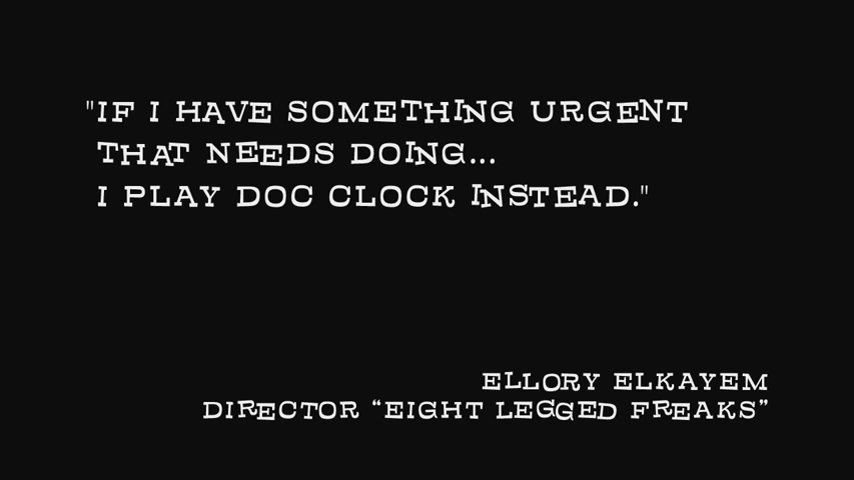 "IF I HAVE SOMETHING URGENT
THAT NEEDS DOING...
I PLAY DOC CLOCK INSTEAD."
ELLORY ELKAYEM
DIRECTOR “EIGHT LEGGED FREAKS”